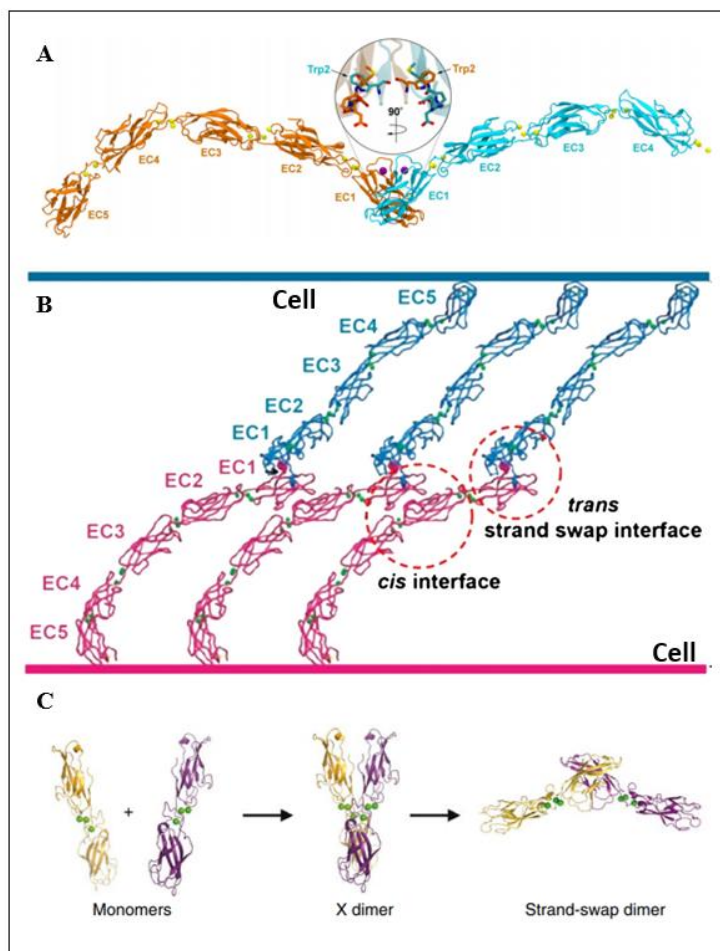 A
Trp2 Trp2
90°
EC5 EC4 EC3 EC2 EC1 EC1 EC2 EC3 EC4
B
Cell
EC5
EC4
EC3
EC2
EC1
EC1
EC2
EC3
EC4
EC5
trans
strand swap interface
cis interface
Cell
C
+
Monomers X dimer Strand-swap dimer